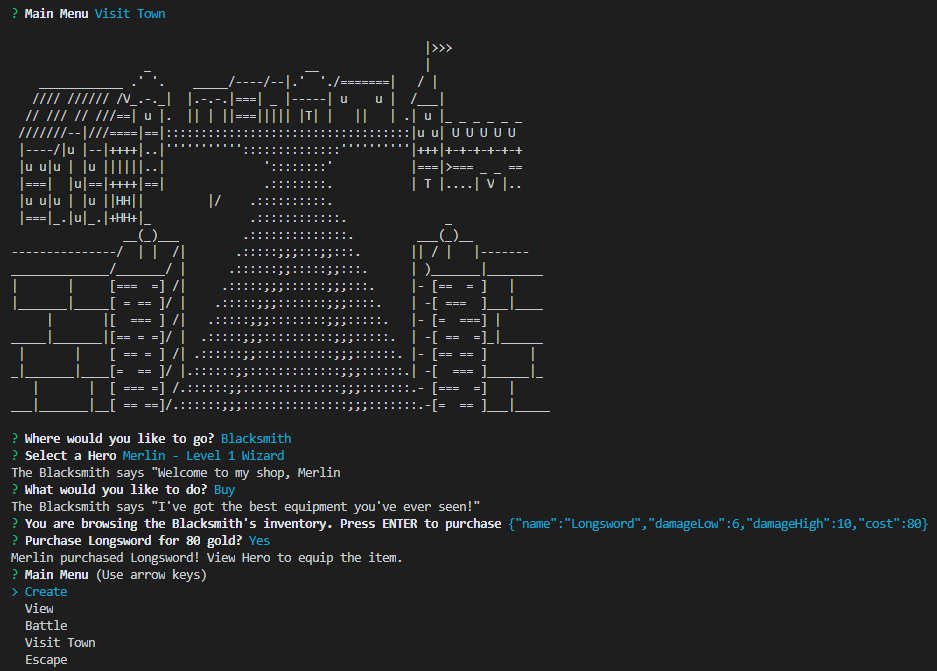 ? Main Menu Visit Town
? Where would you like to go? Blacksmith
? Select a Hero Merlin - Level 1 Wizard
The Blacksmith says "Welcome to my shop, Merlin
? What would you like to do? Buy
The Blacksmith says "I've got the best equipment you've ever seen!"
? You are browsing the Blacksmith's inventory. Press ENTER to purchase {"name":"Longsword","damageLow":6,"damageHigh":10,"cost":80}
? Purchase Longsword for 80 gold? Yes
Merlin purchased Longsword! View Hero to equip the item.
? Main Menu (Use arrow keys)
> Create
View
Battle
Visit Town
Escape